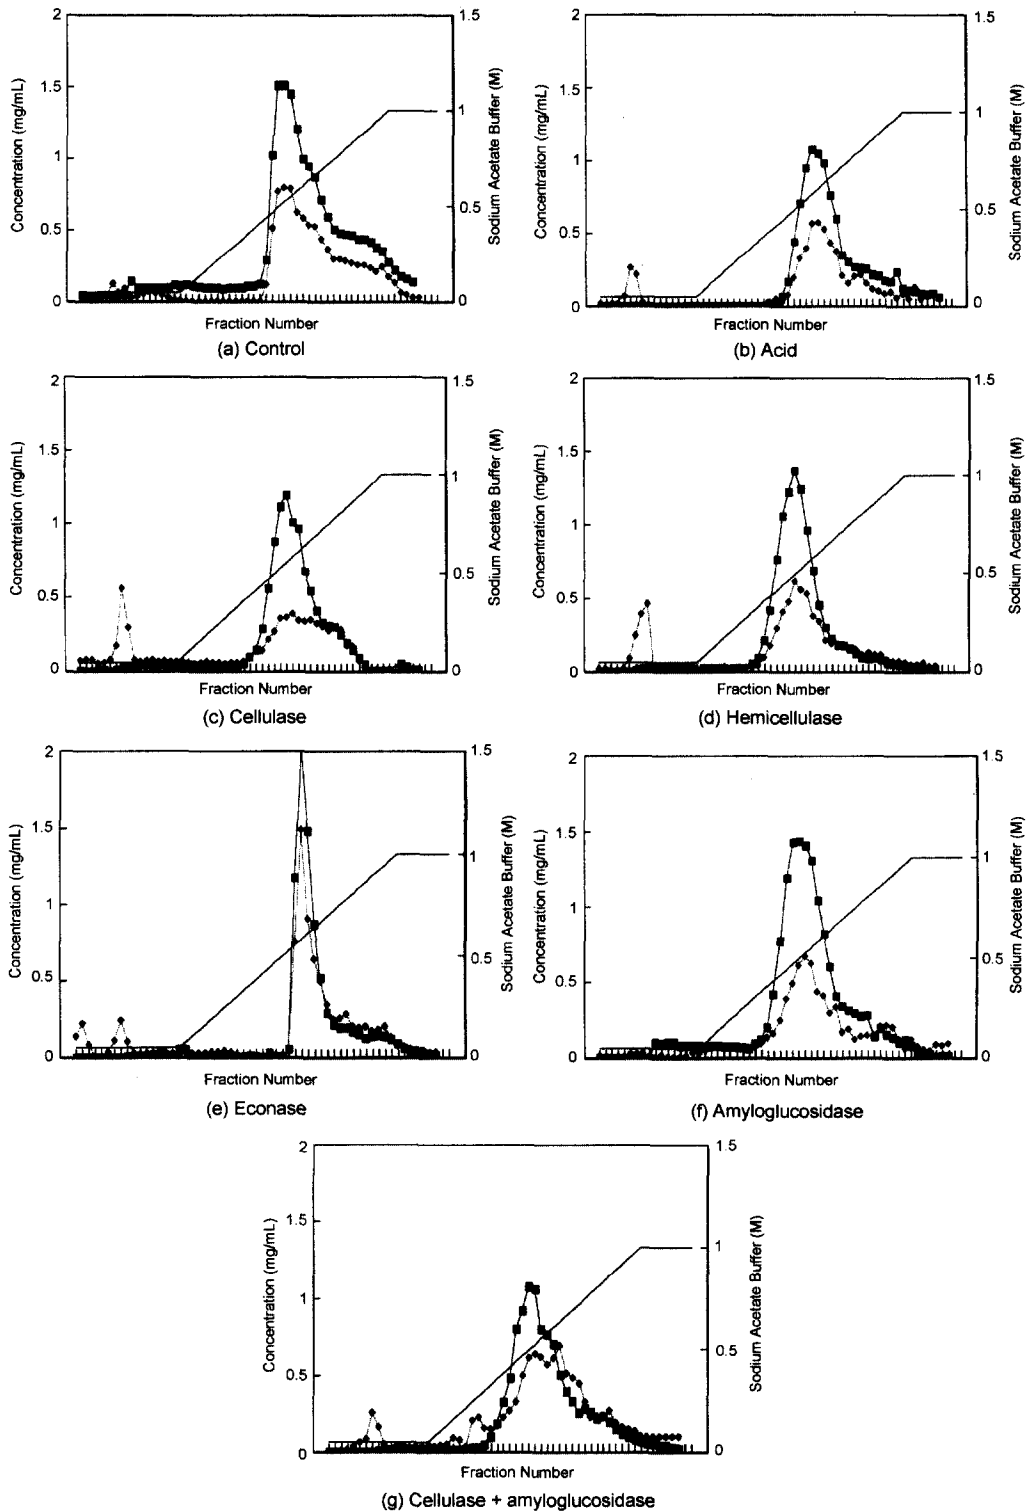 2
1.5
1
0.5
0
Concentration (mg/mL)
1.5
1
0.5
0
Sodium Acetate Buffer (M)
Fraction Number
(a) Control
2
1.5
1
0.5
0
Concentration (mg/mL)
1.5
1
0.5
0
Sodium Acetate Buffer (M)
Fraction Number
(b) Acid
2
1.5
1
0.5
0
Concentration (mg/mL)
1.5
1
0.5
0
Sodium Acetate Buffer (M)
Fraction Number
(c) Cellulase
2
1.5
1
0.5
0
Concentration (mg/mL)
1.5
1
0.5
0
Sodium Acetate Buffer (M)
Fraction Number
(d) Hemicellulase
2
1.5
1
0.5
0
Concentration (mg/mL)
1.5
1
0.5
0
Sodium Acetate Buffer (M)
Fraction Number
(e) Econase
2
1.5
1
0.5
0
Concentration (mg/mL)
1.5
1
0.5
0
Sodium Acetate Buffer (M)
Fraction Number
(f) Amyloglucosidase
2
1.5
1
0.5
0
Concentration (mg/mL)
1.5
1
0.5
0
Sodium Acetate Buffer (M)
Fraction Number
(g) Cellulase + amyloglucosidase